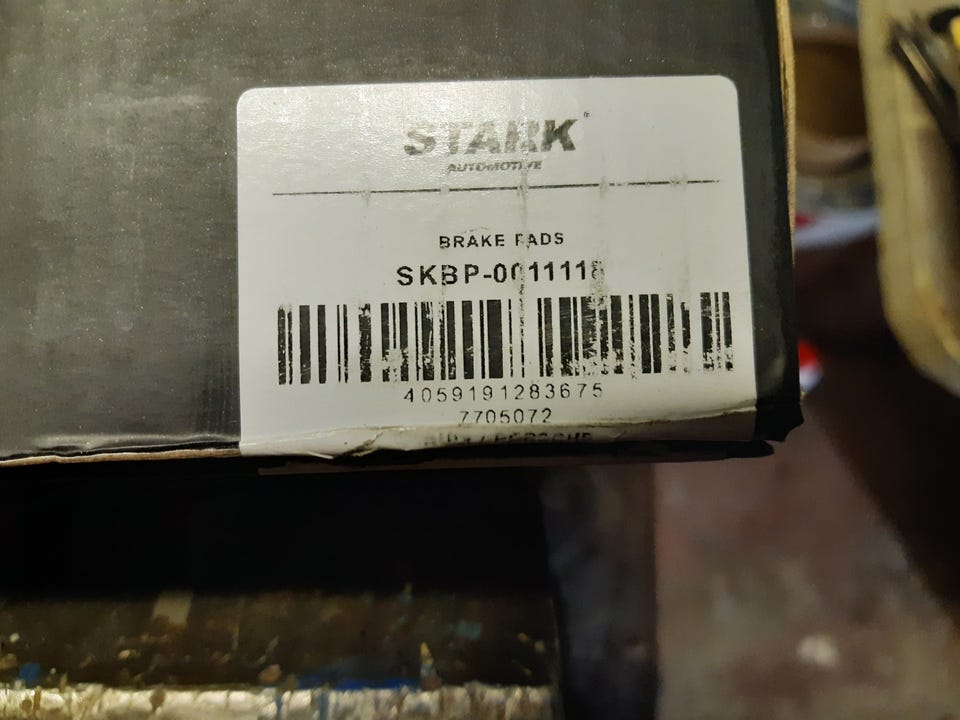 STARK
AUTOMOTIVE
BRAKE PADS
SKBP-0011118
4059191283675
7705072